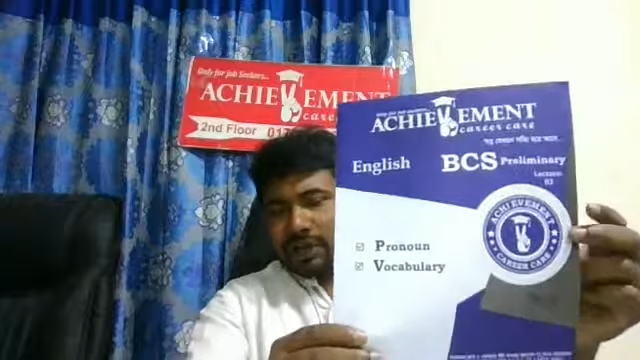 Only for Job Seekers...
ACHIEVEMENT
career care
2nd Floor
ACHIEVEMENT
career care
English
BCS Preliminary
Lecture:
03
ACHIEVEMENT
CAREER CARE
☑ Pronoun
☑ Vocabulary